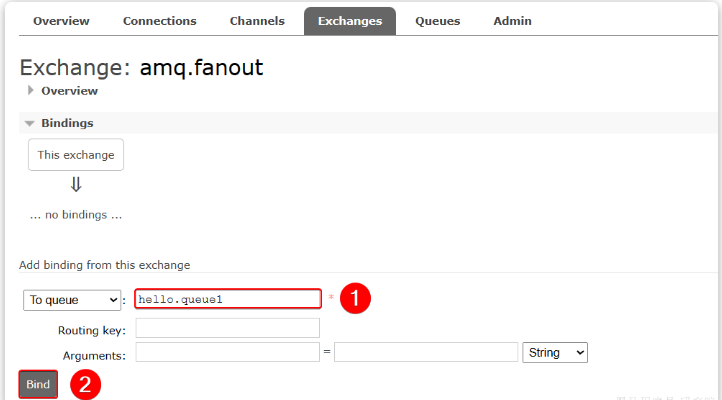 Overview Connections Channels Exchanges Queues Admin
Exchange: amq.fanout
Overview
Bindings
This exchange
⇓
... no bindings ...
Add binding from this exchange
To queue : hello.queue1 * 1
Routing key:
Arguments: = String
Bind 2